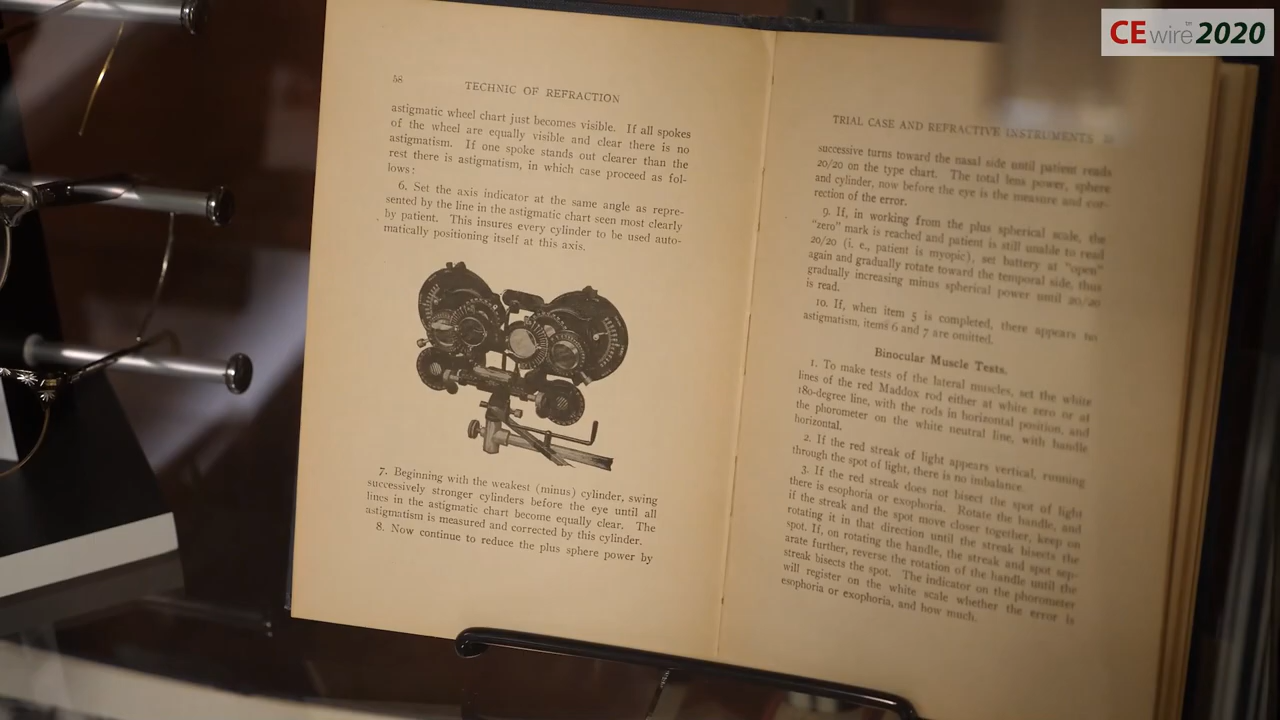 CEwire™2020
58
TECHNIC OF REFRACTION
astigmatic wheel chart just becomes visible. If all spokes
of the wheel are equally visible and clear there is no
astigmatism. If one spoke stands out clearer than the
rest there is astigmatism, in which case proceed as fol-
lows:
6. Set the axis indicator at the same angle as repre-
sented by the line in the astigmatic chart seen most clearly
by patient. This insures every cylinder to be used auto-
matically positioning itself at this axis.
7. Beginning with the weakest (minus) cylinder, swing
successively stronger cylinders before the eye until all
lines in the astigmatic chart become equally clear. The
astigmatism is measured and corrected by this cylinder.
8. Now continue to reduce the plus sphere power by
TRIAL CASE AND REFRACTIVE INSTRUMENTS
successive turns toward the nasal side until patient reads
20/20 on the type chart. The total lens power, sphere
and cylinder, now before the eye is the measure and cor-
rection of the error.
9. If, in working from the plus spherical scale, the
"zero" mark is reached and patient is still unable to read
20/20 (i. e., patient is myopic), set battery at "open"
again and gradually rotate toward the temporal side, thus
gradually increasing minus spherical power until 20/20
is read.
10. If, when item 5 is completed, there appears no
astigmatism, items 6 and 7 are omitted.
Binocular Muscle Tests.
1. To make tests of the lateral muscles, set the white
lines of the red Maddox rod either at white zero or at
180-degree line, with the rods in horizontal position, and
the phorometer on the white neutral line, with handle
horizontal.
2. If the red streak of light appears vertical, running
through the spot of light, there is no imbalance.
3. If the red streak does not bisect the spot of light
there is esophoria or exophoria. Rotate the handle, and
if the streak and the spot move closer together, keep on
rotating it in that direction until the streak bisects the
spot. If, on rotating the handle, the streak and spot sep-
arate further, reverse the rotation of the handle until the
streak bisects the spot. The indicator on the phorometer
will register on the white scale whether the error is
esophoria or exophoria, and how much.